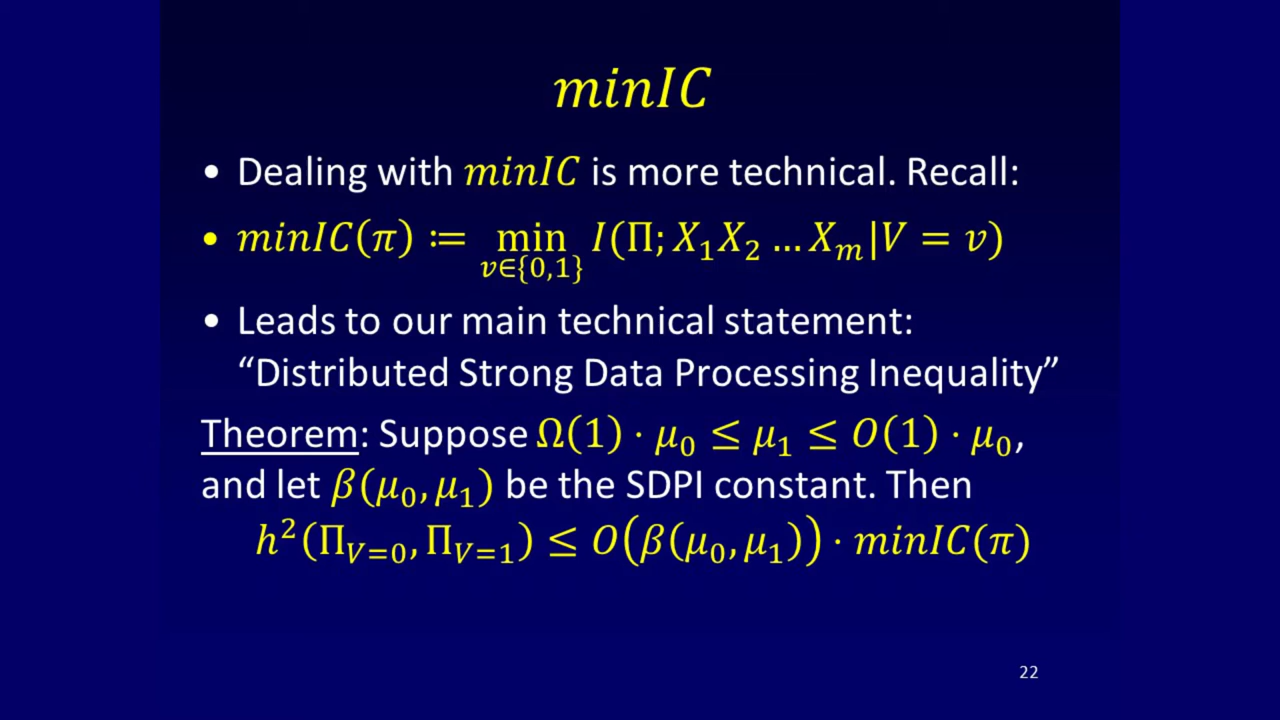 minIC
• Dealing with minIC is more technical. Recall:
• minIC(π) ≔ min I(Π; X₁X₂ … Xₘ|V = v)
v∈{0,1}
• Leads to our main technical statement:
“Distributed Strong Data Processing Inequality”
Theorem: Suppose Ω(1) · μ₀ ≤ μ₁ ≤ O(1) · μ₀,
and let β(μ₀, μ₁) be the SDPI constant. Then
h²(Π_{V=0}, Π_{V=1}) ≤ O(β(μ₀, μ₁)) · minIC(π)
22